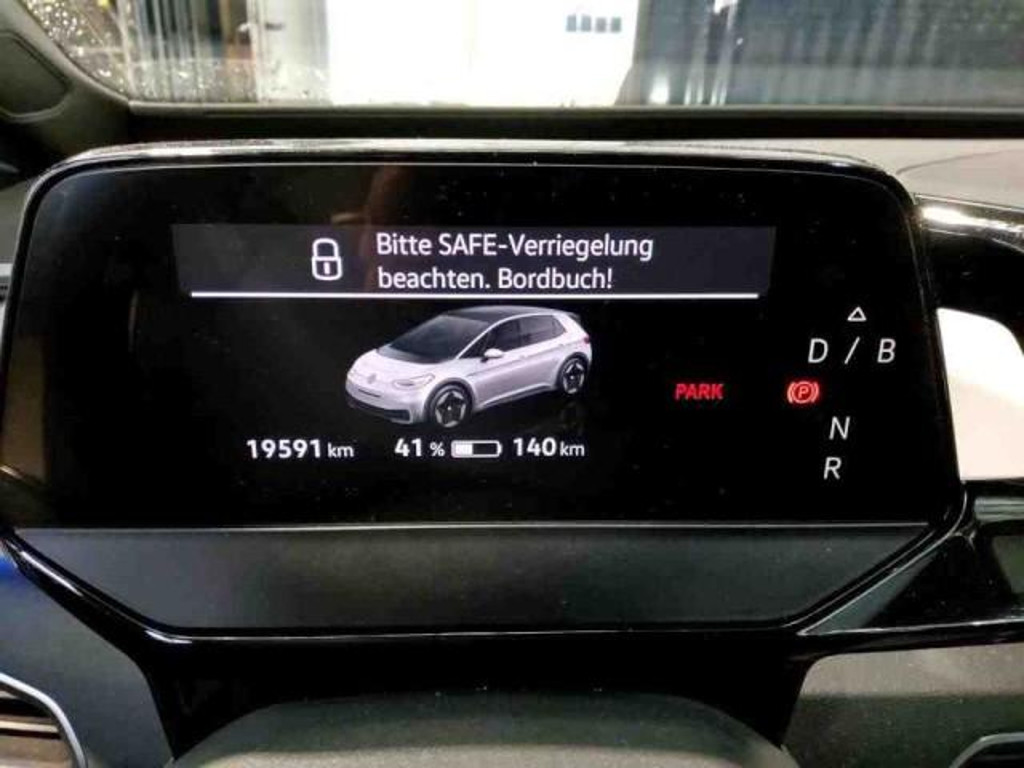 Bitte SAFE-Verriegelung
beachten. Bordbuch!
D / B
PARK
P
N
19591 km 41 % 140 km
R